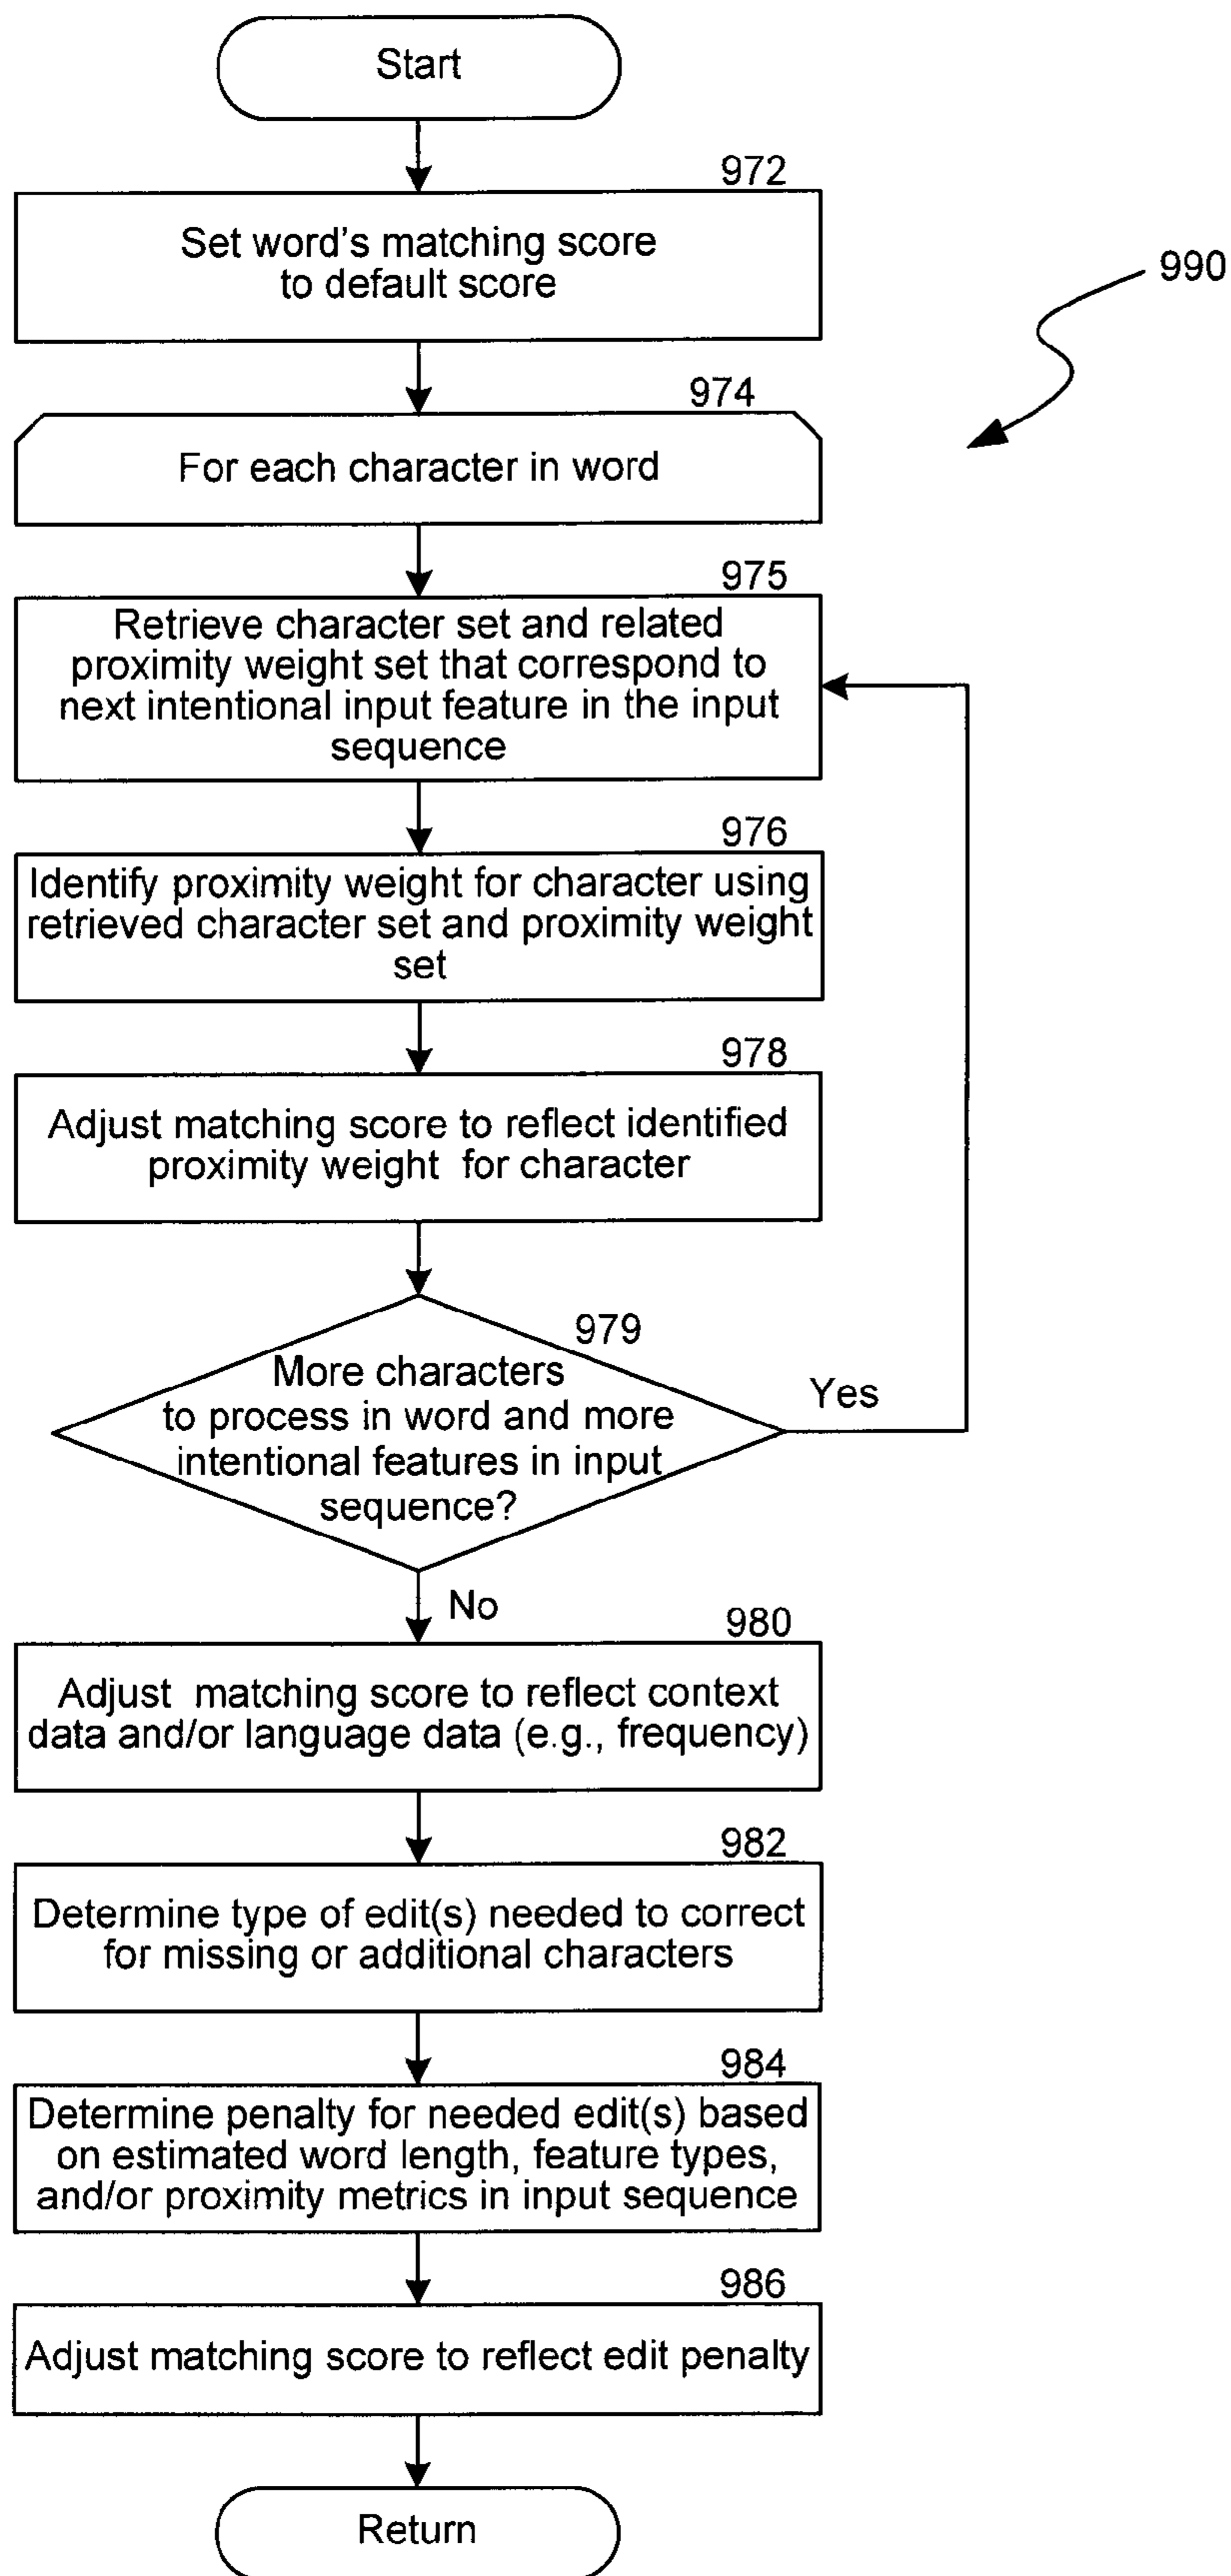 Start
972
Set word's matching score
to default score
990
974
For each character in word
975
Retrieve character set and related
proximity weight set that correspond to
next intentional input feature in the input
sequence
976
Identify proximity weight for character using
retrieved character set and proximity weight
set
978
Adjust matching score to reflect identified
proximity weight for character
979
More characters
to process in word and more
intentional features in input
sequence?
Yes
No
980
Adjust matching score to reflect context
data and/or language data (e.g., frequency)
982
Determine type of edit(s) needed to correct
for missing or additional characters
984
Determine penalty for needed edit(s) based
on estimated word length, feature types,
and/or proximity metrics in input sequence
986
Adjust matching score to reflect edit penalty
Return